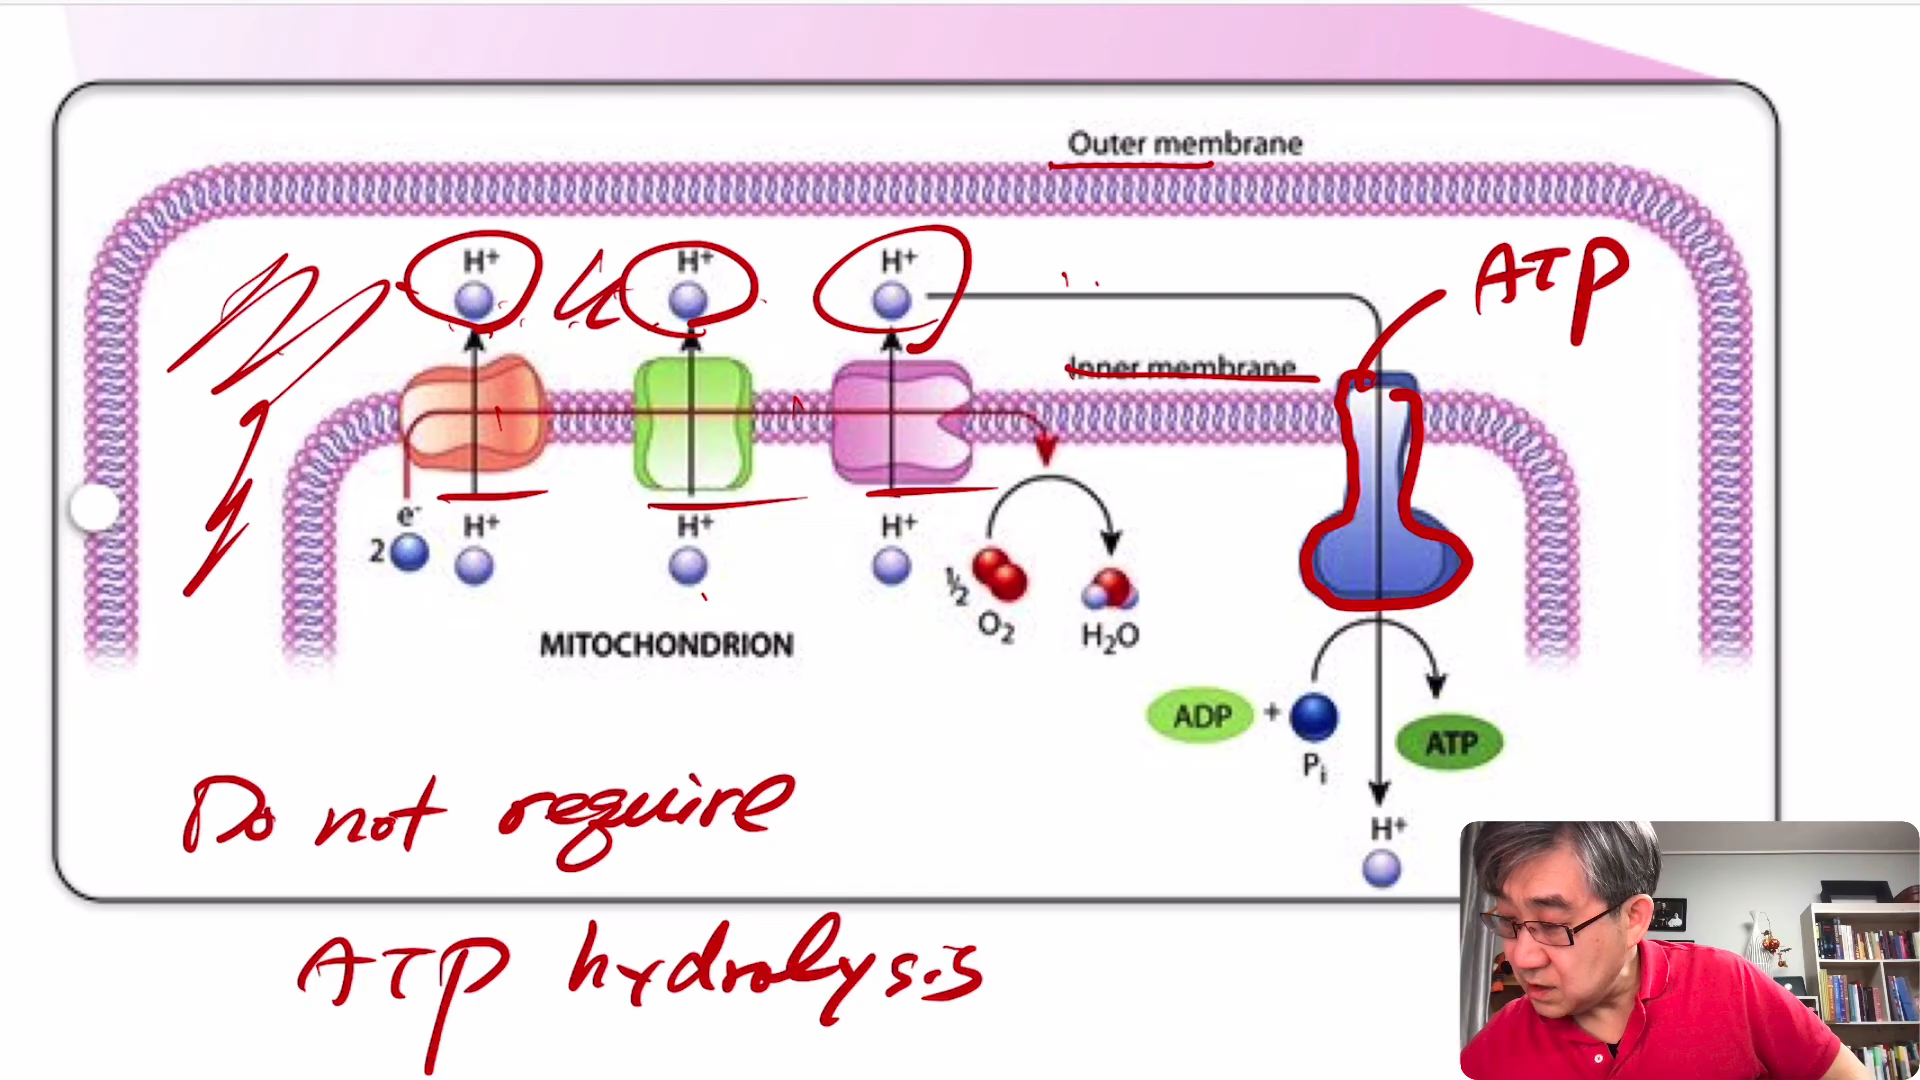 Outer membrane
ATP
H⁺ H⁺ H⁺
Inner membrane
e⁻
2
H⁺ H⁺ H⁺
½ O₂ H₂O
MITOCHONDRION
ADP + Pᵢ ATP
H⁺
Do not require
ATP hydrolysis